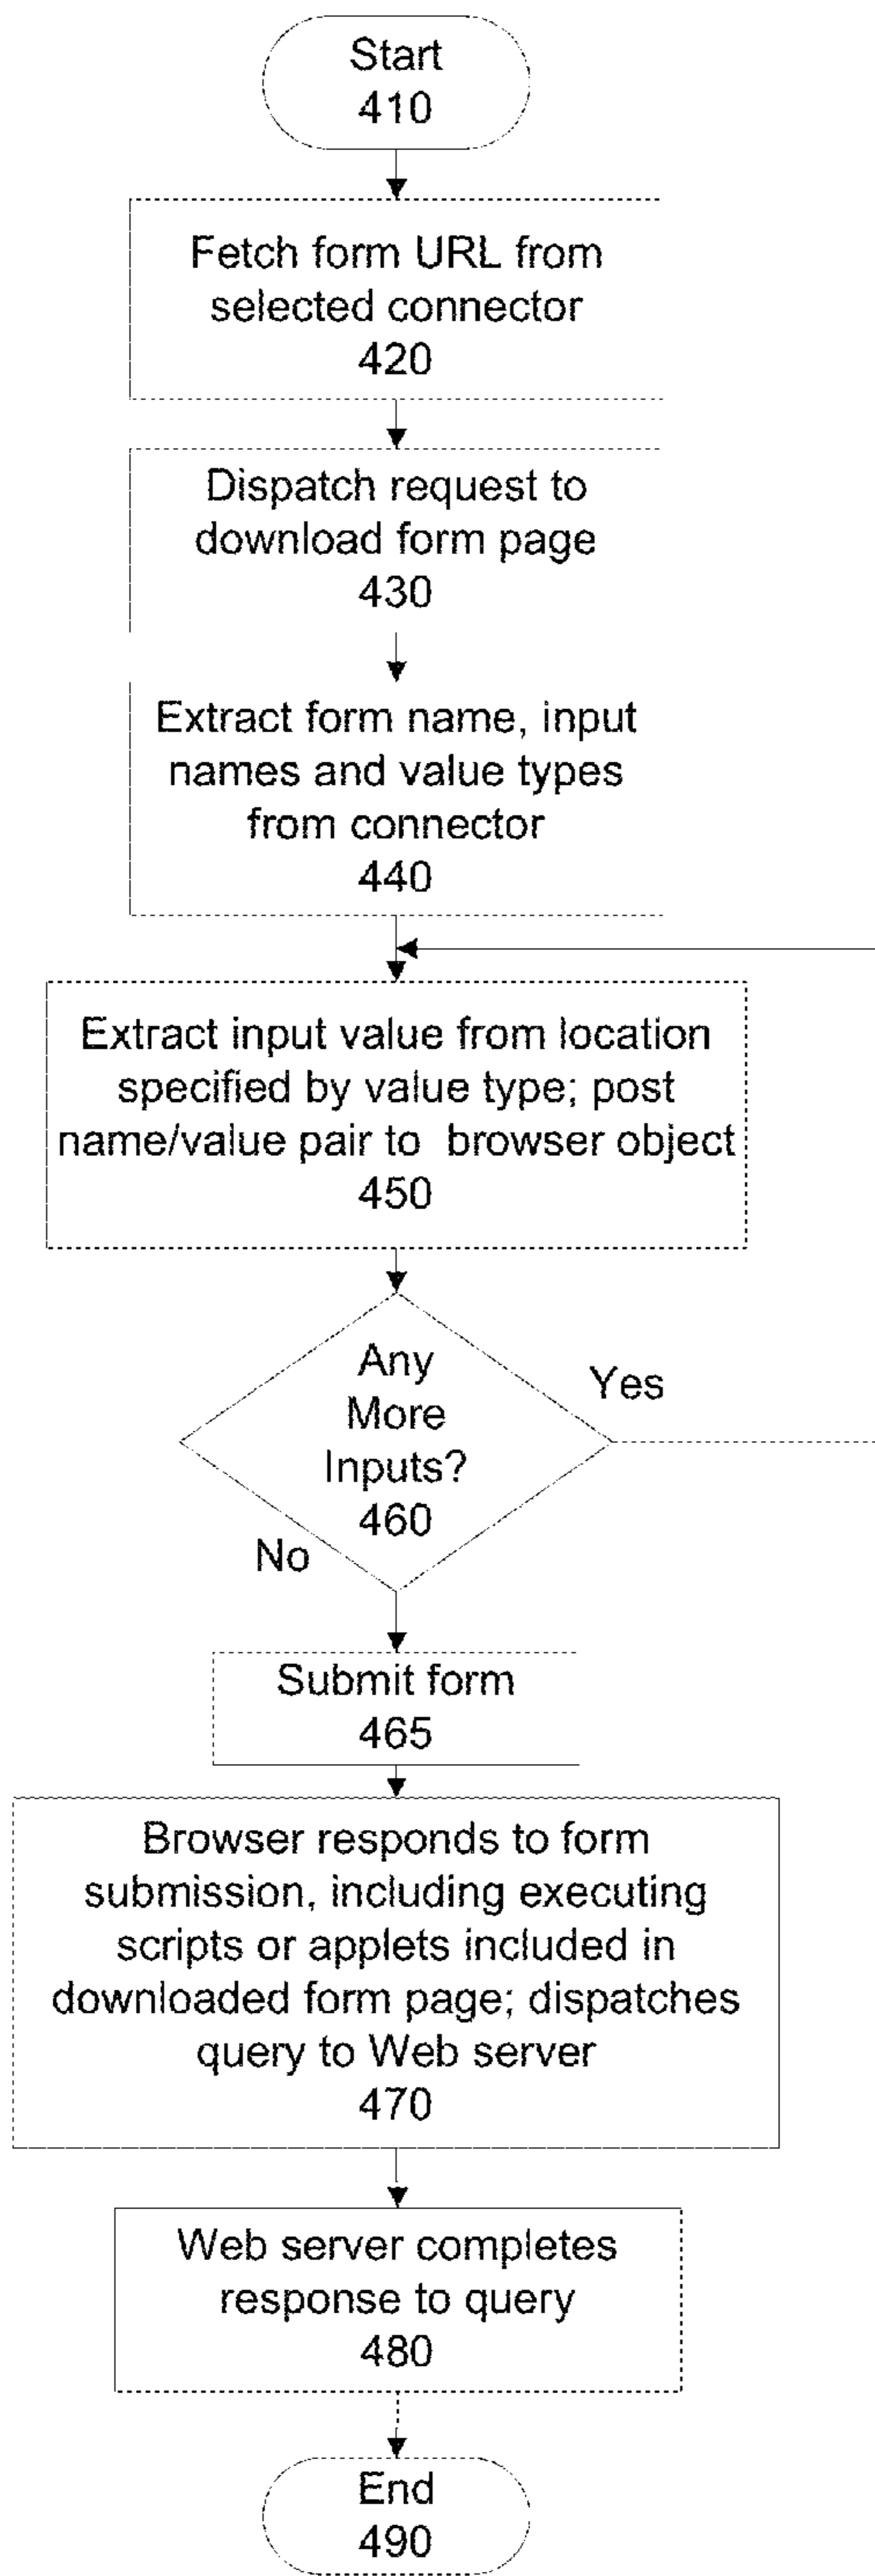 Start
410
Fetch form URL from
selected connector
420
Dispatch request to
download form page
430
Extract form name, input
names and value types
from connector
440
Extract input value from location
specified by value type; post
name/value pair to browser object
450
Any
More
Inputs?
460
Yes
No
Submit form
465
Browser responds to form
submission, including executing
scripts or applets included in
downloaded form page; dispatches
query to Web server
470
Web server completes
response to query
480
End
490